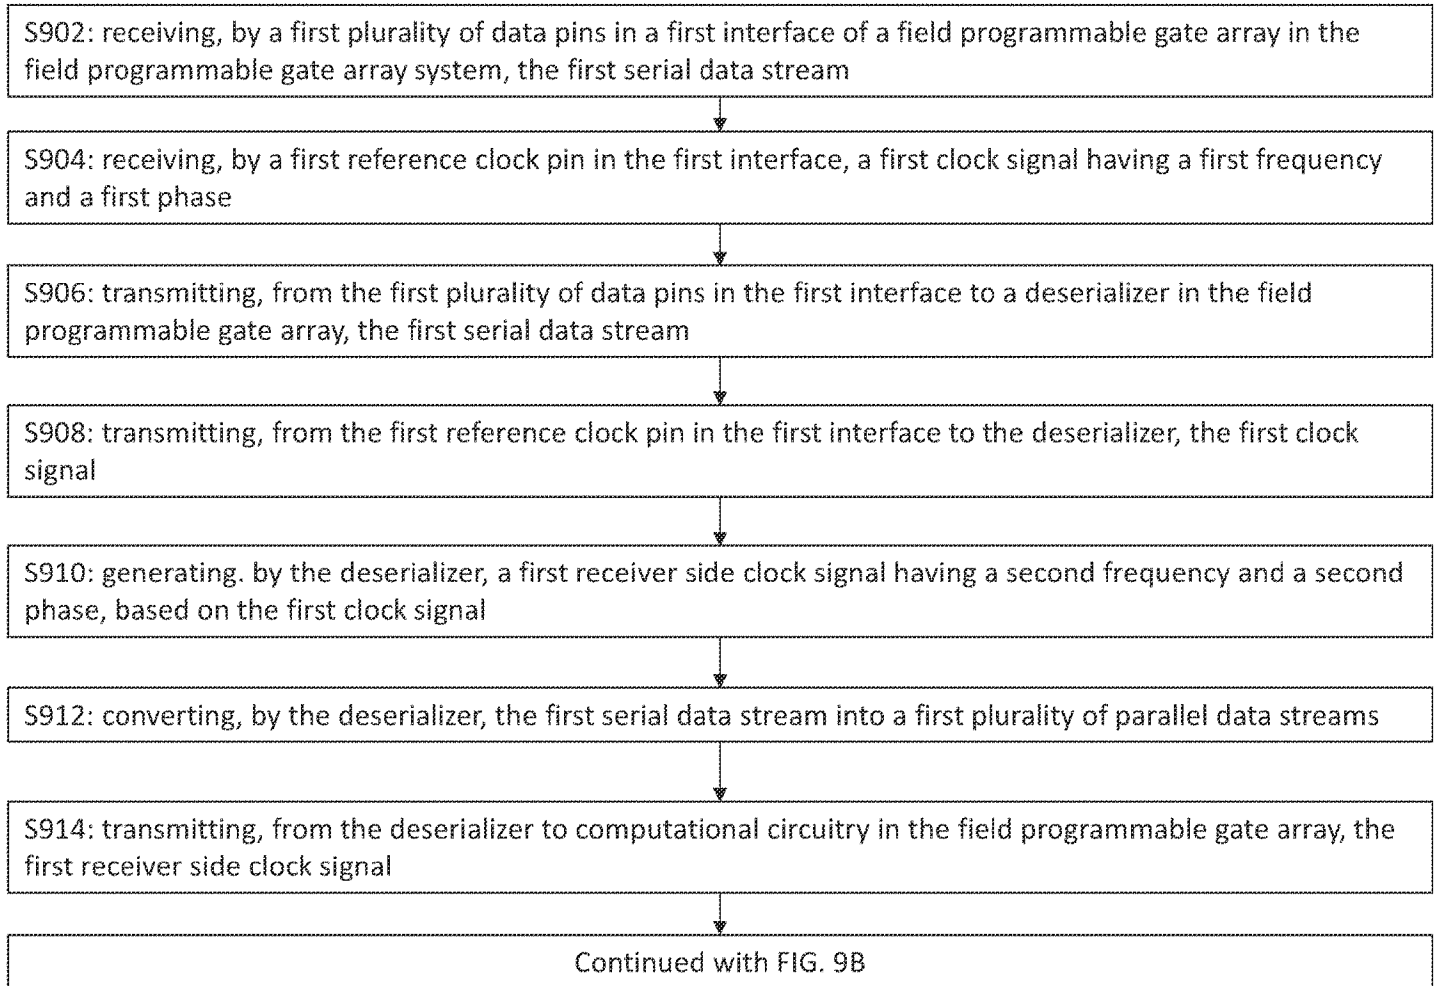 S902: receiving, by a first plurality of data pins in a first interface of a field programmable gate array in the
field programmable gate array system, the first serial data stream
S904: receiving, by a first reference clock pin in the first interface, a first clock signal having a first frequency
and a first phase
S906: transmitting, from the first plurality of data pins in the first interface to a deserializer in the field
programmable gate array, the first serial data stream
S908: transmitting, from the first reference clock pin in the first interface to the deserializer, the first clock
signal
S910: generating. by the deserializer, a first receiver side clock signal having a second frequency and a second
phase, based on the first clock signal
S912: converting, by the deserializer, the first serial data stream into a first plurality of parallel data streams
S914: transmitting, from the deserializer to computational circuitry in the field programmable gate array, the
first receiver side clock signal
Continued with FIG. 9B